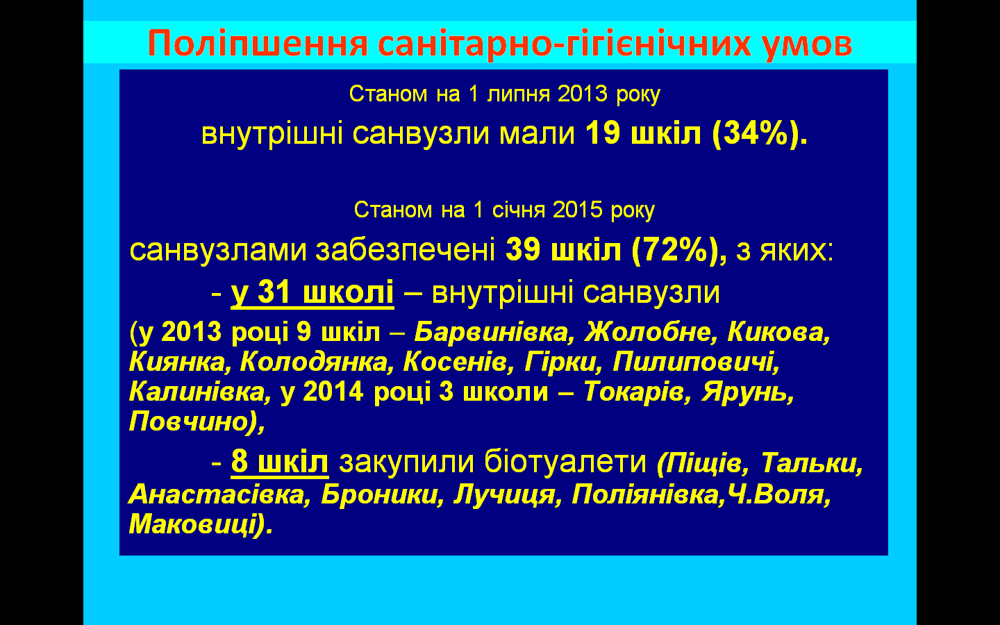 Поліпшення санітарно-гігієнічних умов
Станом на 1 липня 2013 року
внутрішні санвузли мали 19 шкіл (34%).
Станом на 1 січня 2015 року
санвузлами забезпечені 39 шкіл (72%), з яких:
- у 31 школі – внутрішні санвузли
(у 2013 році 9 шкіл – Барвинівка, Жолобне, Кикова,
Киянка, Колодянка, Косенів, Гірки, Пилиповичі,
Калинівка, у 2014 році 3 школи – Токарів, Ярунь,
Повчино),
- 8 шкіл закупили біотуалети (Піщів, Тальки,
Анастасівка, Броники, Лучиця, Поліянівка,Ч.Воля,
Маковиці).